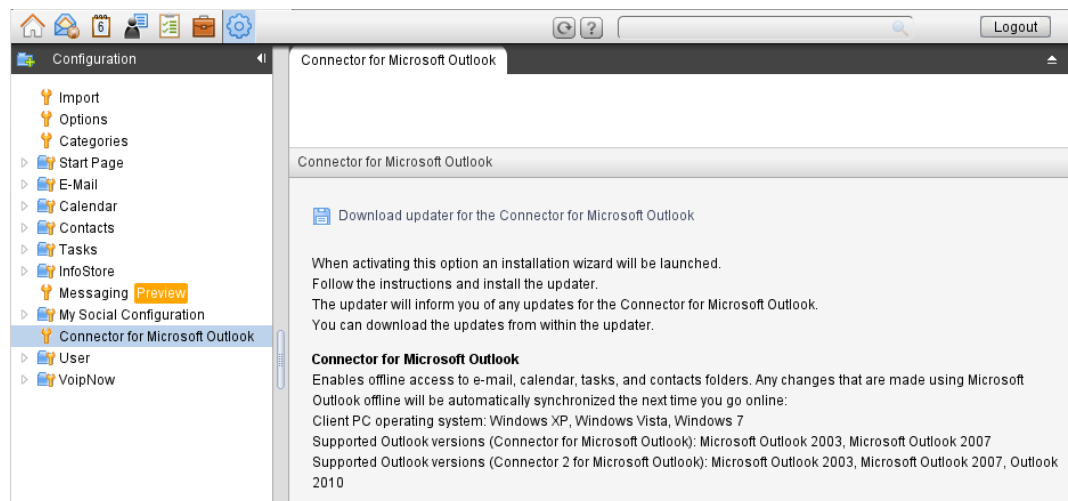 6
Logout
Configuration
Connector for Microsoft Outlook
Import
Options
Categories
Start Page
E-Mail
Calendar
Contacts
Tasks
InfoStore
Messaging Preview
My Social Configuration
Connector for Microsoft Outlook
User
VoipNow
Connector for Microsoft Outlook
Download updater for the Connector for Microsoft Outlook
When activating this option an installation wizard will be launched.
Follow the instructions and install the updater.
The updater will inform you of any updates for the Connector for Microsoft Outlook.
You can download the updates from within the updater.
Connector for Microsoft Outlook
Enables offline access to e-mail, calendar, tasks, and contacts folders. Any changes that are made using Microsoft
Outlook offline will be automatically synchronized the next time you go online:
Client PC operating system: Windows XP, Windows Vista, Windows 7
Supported Outlook versions (Connector for Microsoft Outlook): Microsoft Outlook 2003, Microsoft Outlook 2007
Supported Outlook versions (Connector 2 for Microsoft Outlook): Microsoft Outlook 2003, Microsoft Outlook 2007, Outlook
2010